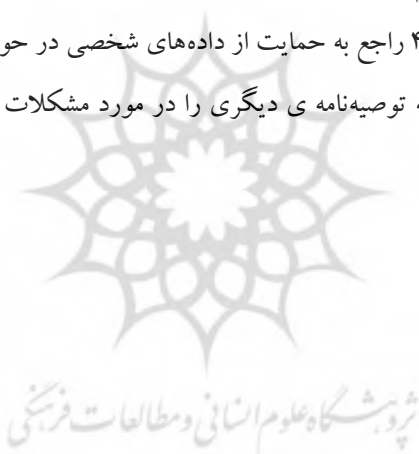 ۴ راجع به حمایت از داده‌های شخصی در حو
توصیه‌نامه ی دیگری را در مورد مشکلات
پژوهشگاه علوم انسانی و مطالعات فرهنگی